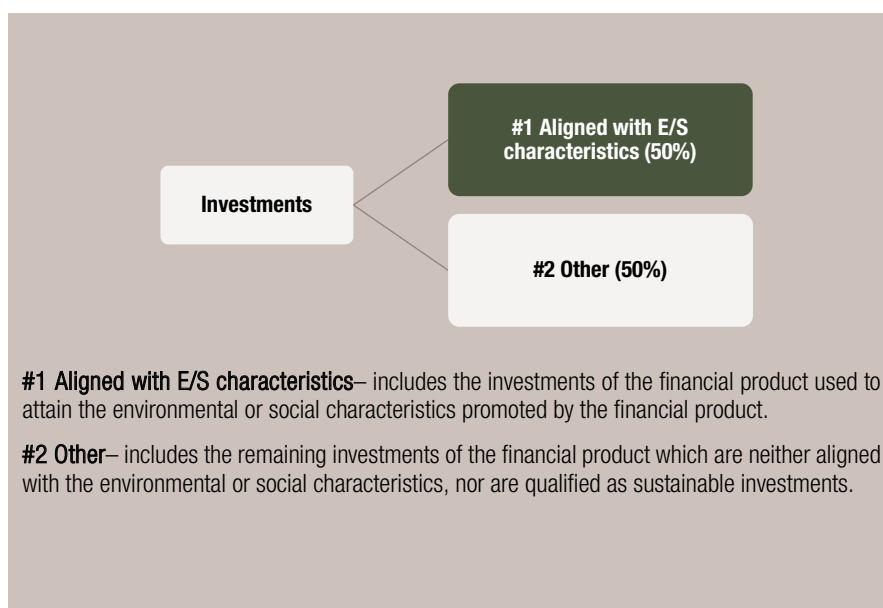 #1 Aligned with E/S
characteristics (50%)
Investments
#2 Other (50%)
#1 Aligned with E/S characteristics– includes the investments of the financial product used to
attain the environmental or social characteristics promoted by the financial product.
#2 Other– includes the remaining investments of the financial product which are neither aligned
with the environmental or social characteristics, nor are qualified as sustainable investments.